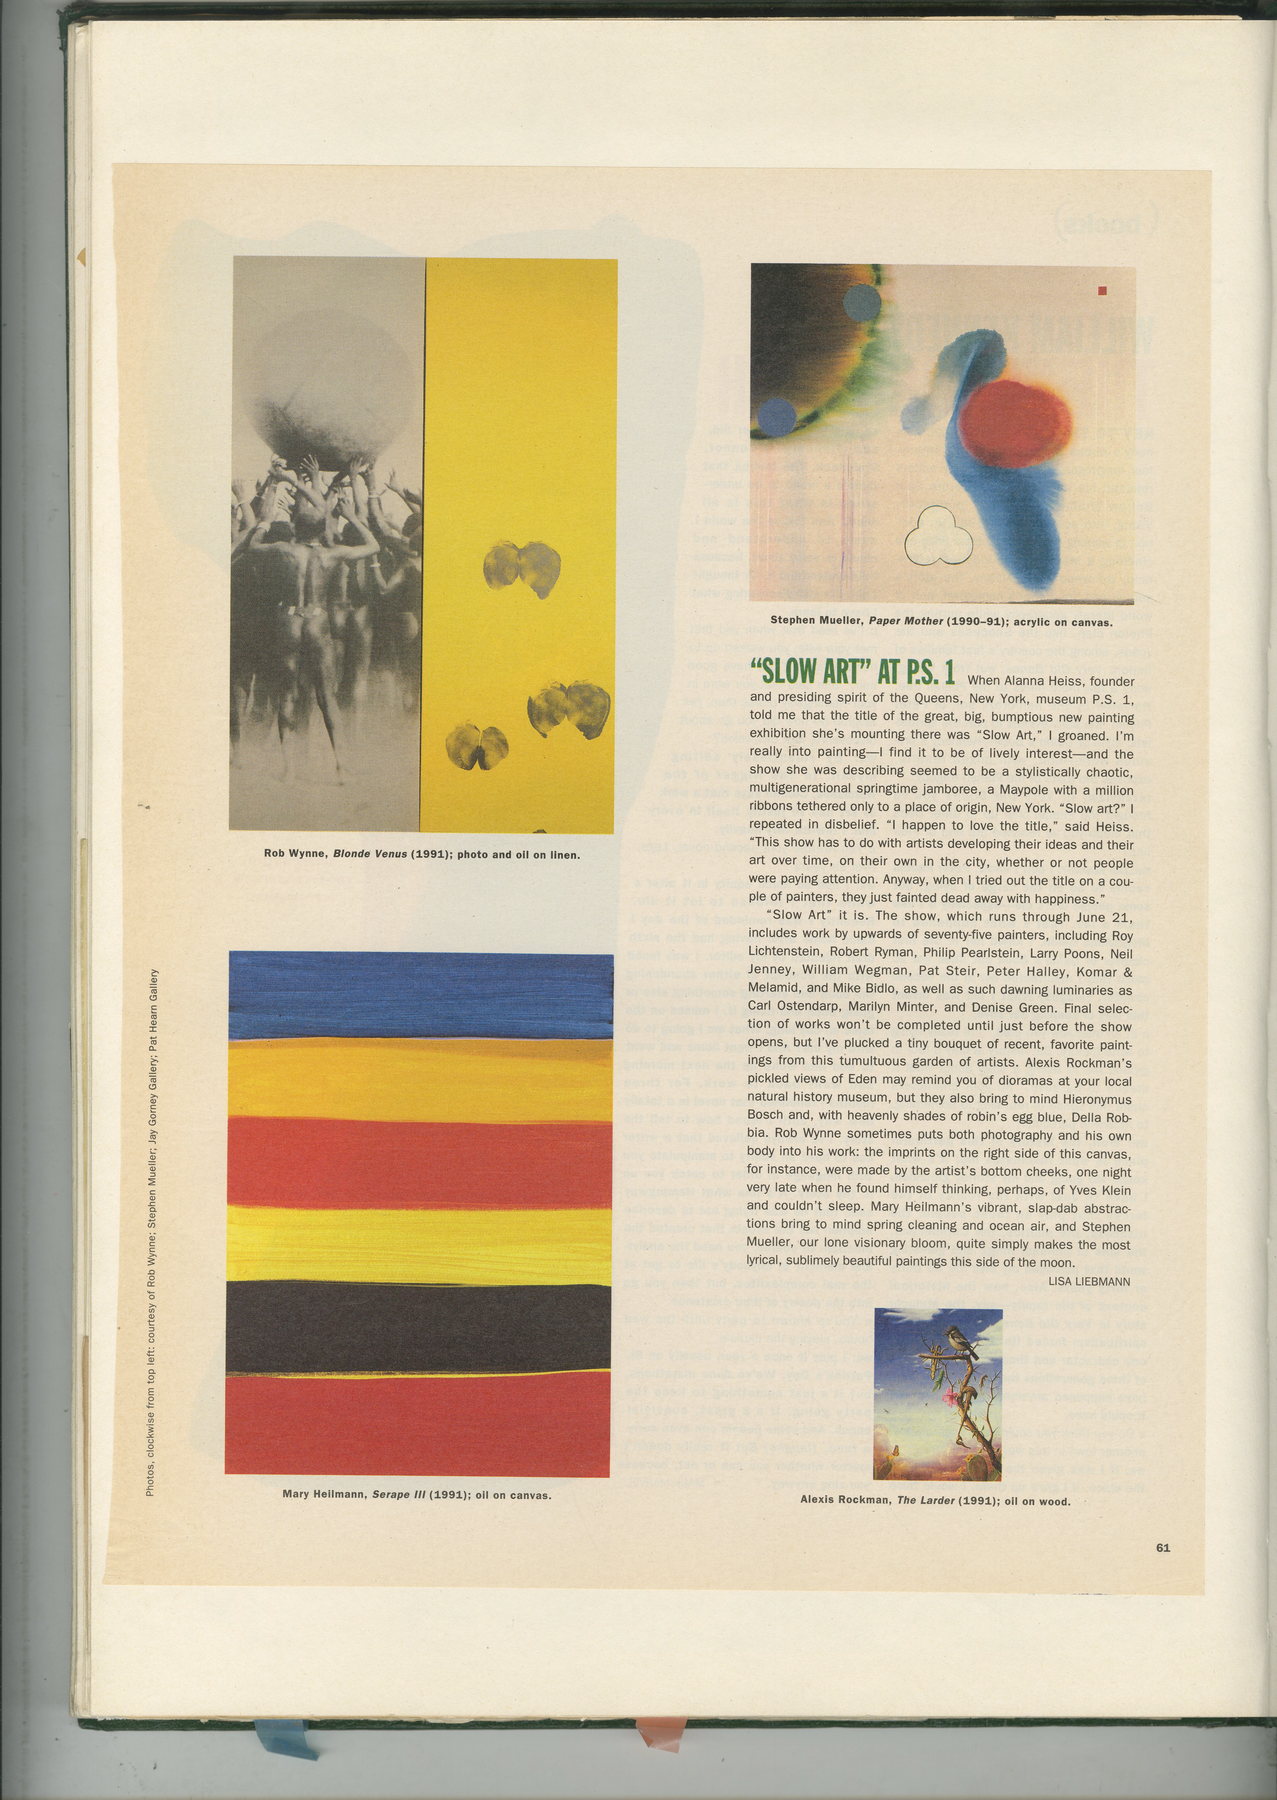 Rob Wynne, Blonde Venus (1991); photo and oil on linen.
Mary Heilmann, Serape III (1991); oil on canvas.
Photos, clockwise from top left: courtesy of Rob Wynne; Stephen Mueller; Jay Gorney Gallery; Pat Hearn Gallery
Stephen Mueller, Paper Mother (1990–91); acrylic on canvas.
“SLOW ART” AT P.S. 1 When Alanna Heiss, founder
and presiding spirit of the Queens, New York, museum P.S. 1,
told me that the title of the great, big, bumptious new painting
exhibition she’s mounting there was “Slow Art,” I groaned. I’m
really into painting—I find it to be of lively interest—and the
show she was describing seemed to be a stylistically chaotic,
multigenerational springtime jamboree, a Maypole with a million
ribbons tethered only to a place of origin, New York. “Slow art?” I
repeated in disbelief. “I happen to love the title,” said Heiss.
“This show has to do with artists developing their ideas and their
art over time, on their own in the city, whether or not people
were paying attention. Anyway, when I tried out the title on a cou-
ple of painters, they just fainted dead away with happiness.”
“Slow Art” it is. The show, which runs through June 21,
includes work by upwards of seventy-five painters, including Roy
Lichtenstein, Robert Ryman, Philip Pearlstein, Larry Poons, Neil
Jenney, William Wegman, Pat Steir, Peter Halley, Komar &
Melamid, and Mike Bidlo, as well as such dawning luminaries as
Carl Ostendarp, Marilyn Minter, and Denise Green. Final selec-
tion of works won’t be completed until just before the show
opens, but I’ve plucked a tiny bouquet of recent, favorite paint-
ings from this tumultuous garden of artists. Alexis Rockman’s
pickled views of Eden may remind you of dioramas at your local
natural history museum, but they also bring to mind Hieronymus
Bosch and, with heavenly shades of robin’s egg blue, Della Rob-
bia. Rob Wynne sometimes puts both photography and his own
body into his work: the imprints on the right side of this canvas,
for instance, were made by the artist’s bottom cheeks, one night
very late when he found himself thinking, perhaps, of Yves Klein
and couldn’t sleep. Mary Heilmann’s vibrant, slap-dab abstrac-
tions bring to mind spring cleaning and ocean air, and Stephen
Mueller, our lone visionary bloom, quite simply makes the most
lyrical, sublimely beautiful paintings this side of the moon.
LISA LIEBMANN
Alexis Rockman, The Larder (1991); oil on wood.
61